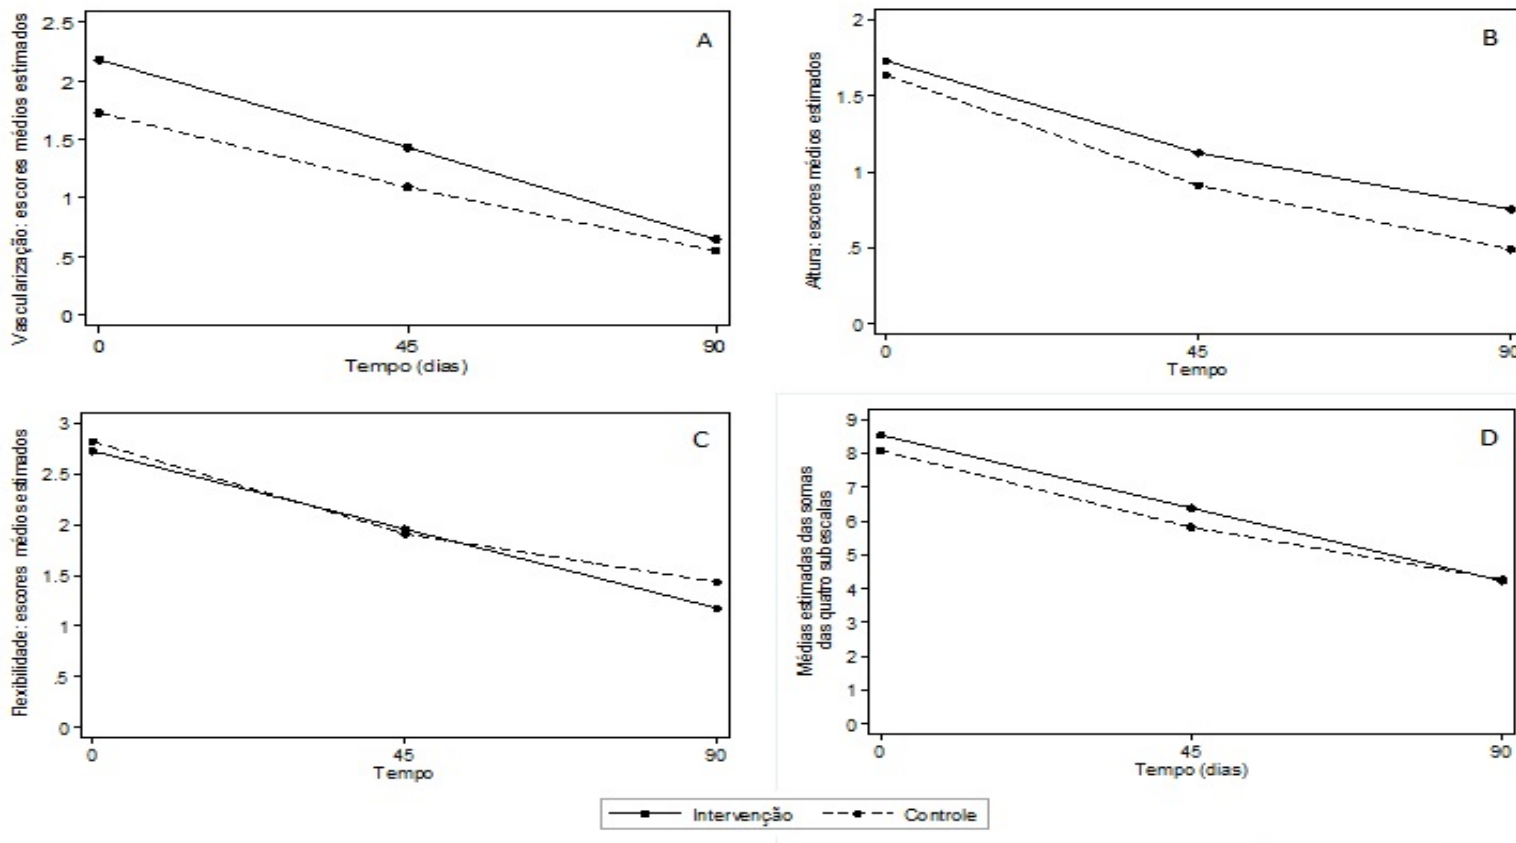 A
Vascularização: escores médios estimados
2.5
2
1.5
1
.5
0
0 45 90
Tempo (dias)
B
Altura: escores médios estimados
2
1.5
1
.5
0
0 45 90
Tempo
C
Flexibilidade: escores médios estimados
3
2.5
2
1.5
1
.5
0
0 45 90
Tempo
D
Médias estimadas das somas
das quatro subescalas
9
8
7
6
5
4
3
2
1
0
0 45 90
Tempo (dias)
Intervenção Controle